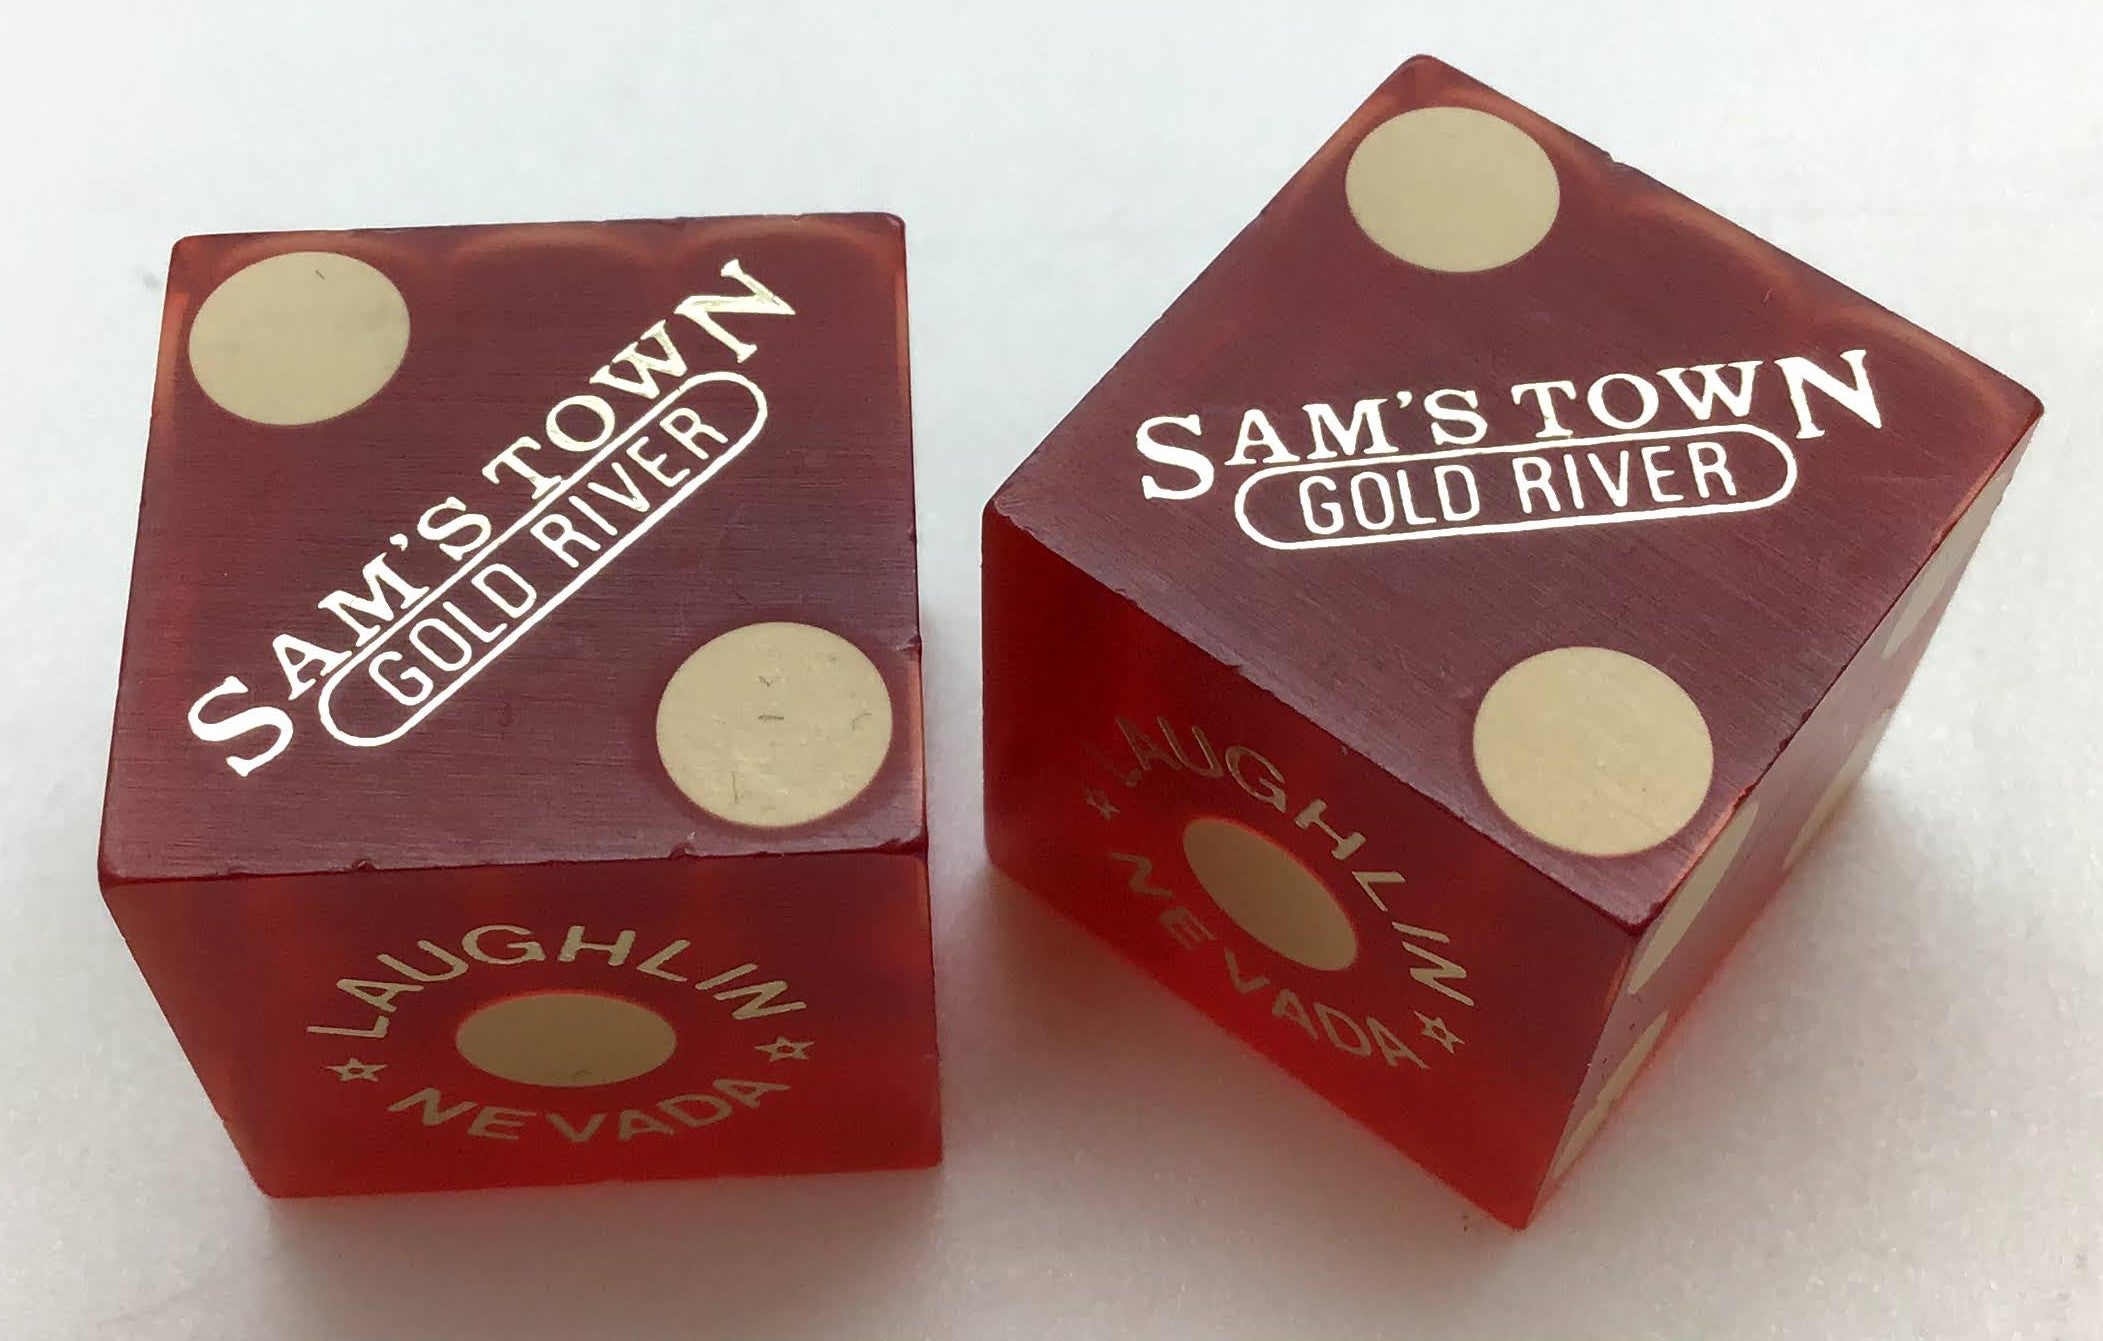 SAM'S TOWN
GOLD RIVER
LAUGHLIN
NEVADA
SAM'S TOWN
GOLD RIVER
LAUGHLIN
NEVADA